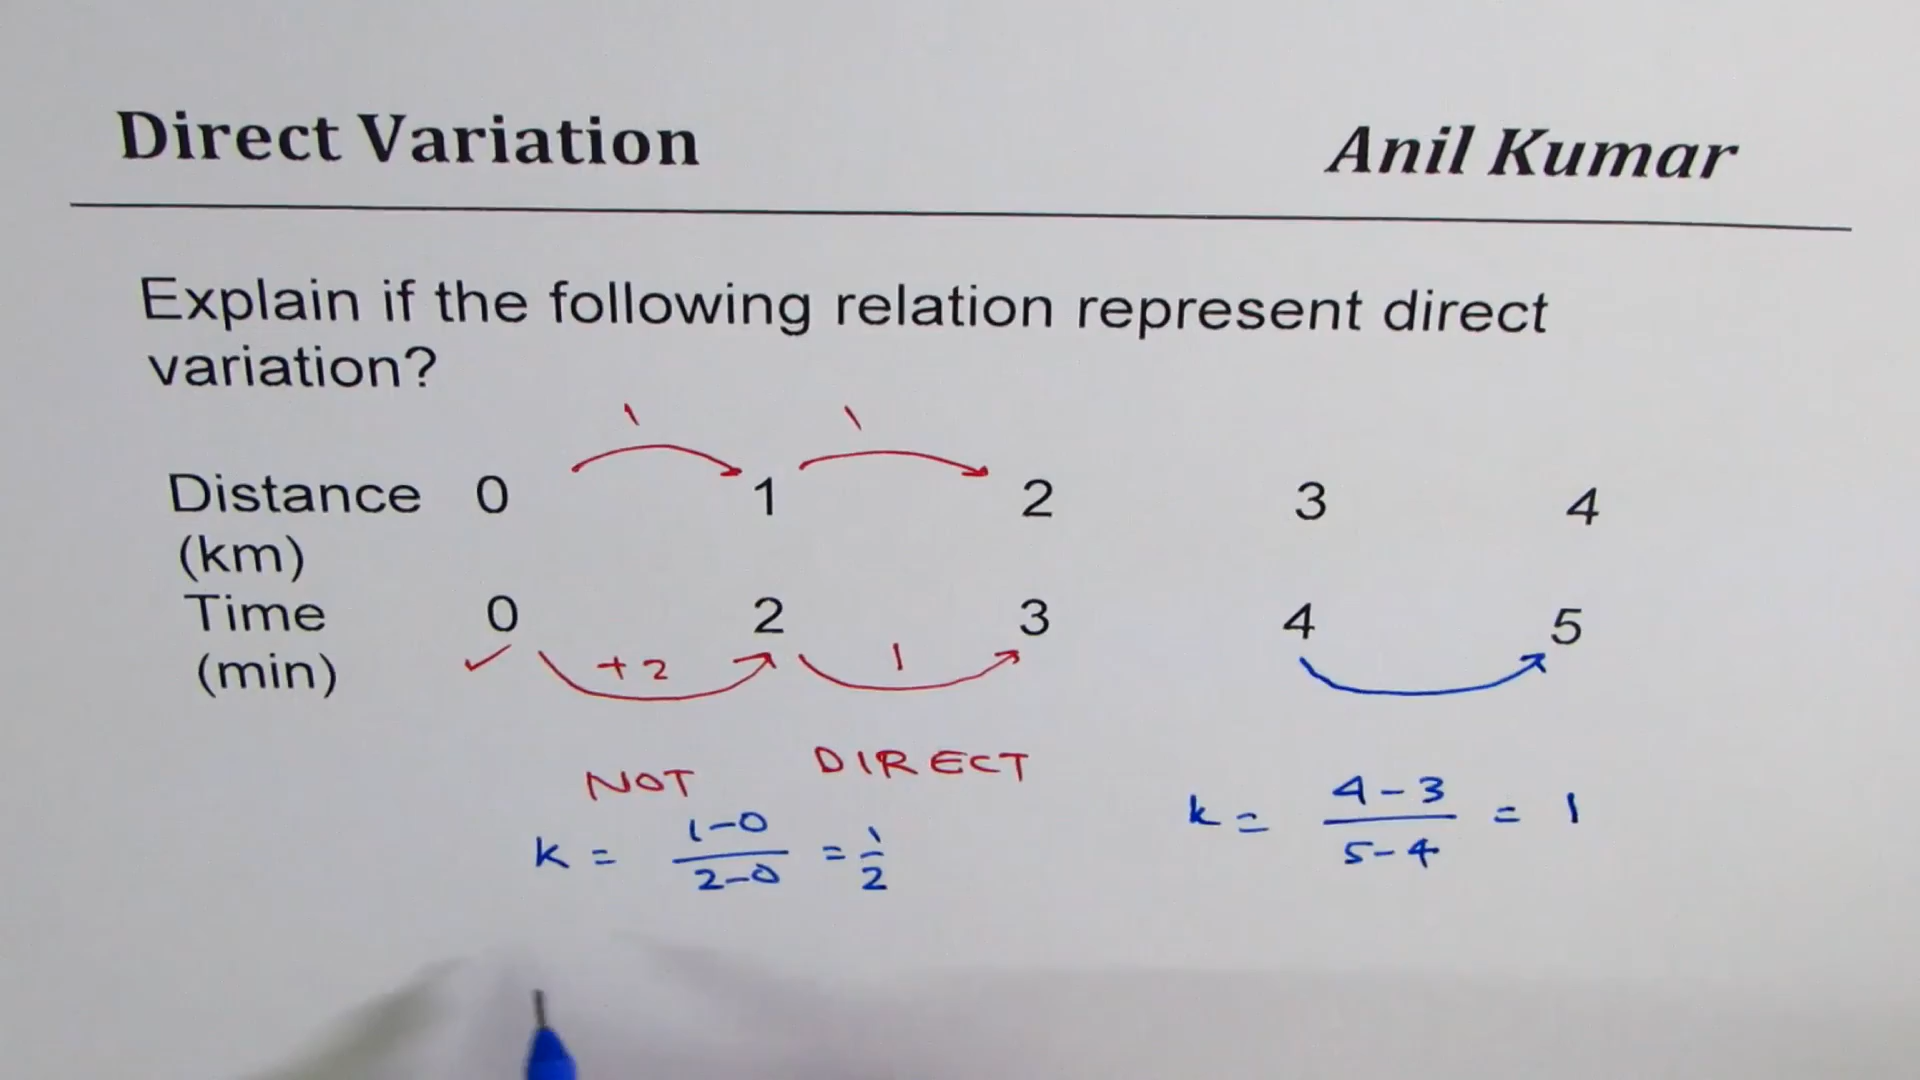 Direct Variation Anil Kumar
Explain if the following relation represent direct
variation?
1 1
Distance 0 1 2 3 4
(km)
Time 0 2 3 4 5
(min) ✓ +2 1
NOT DIRECT
k = 1-0 / 2-0 = 1/2 k = 4-3 / 5-4 = 1